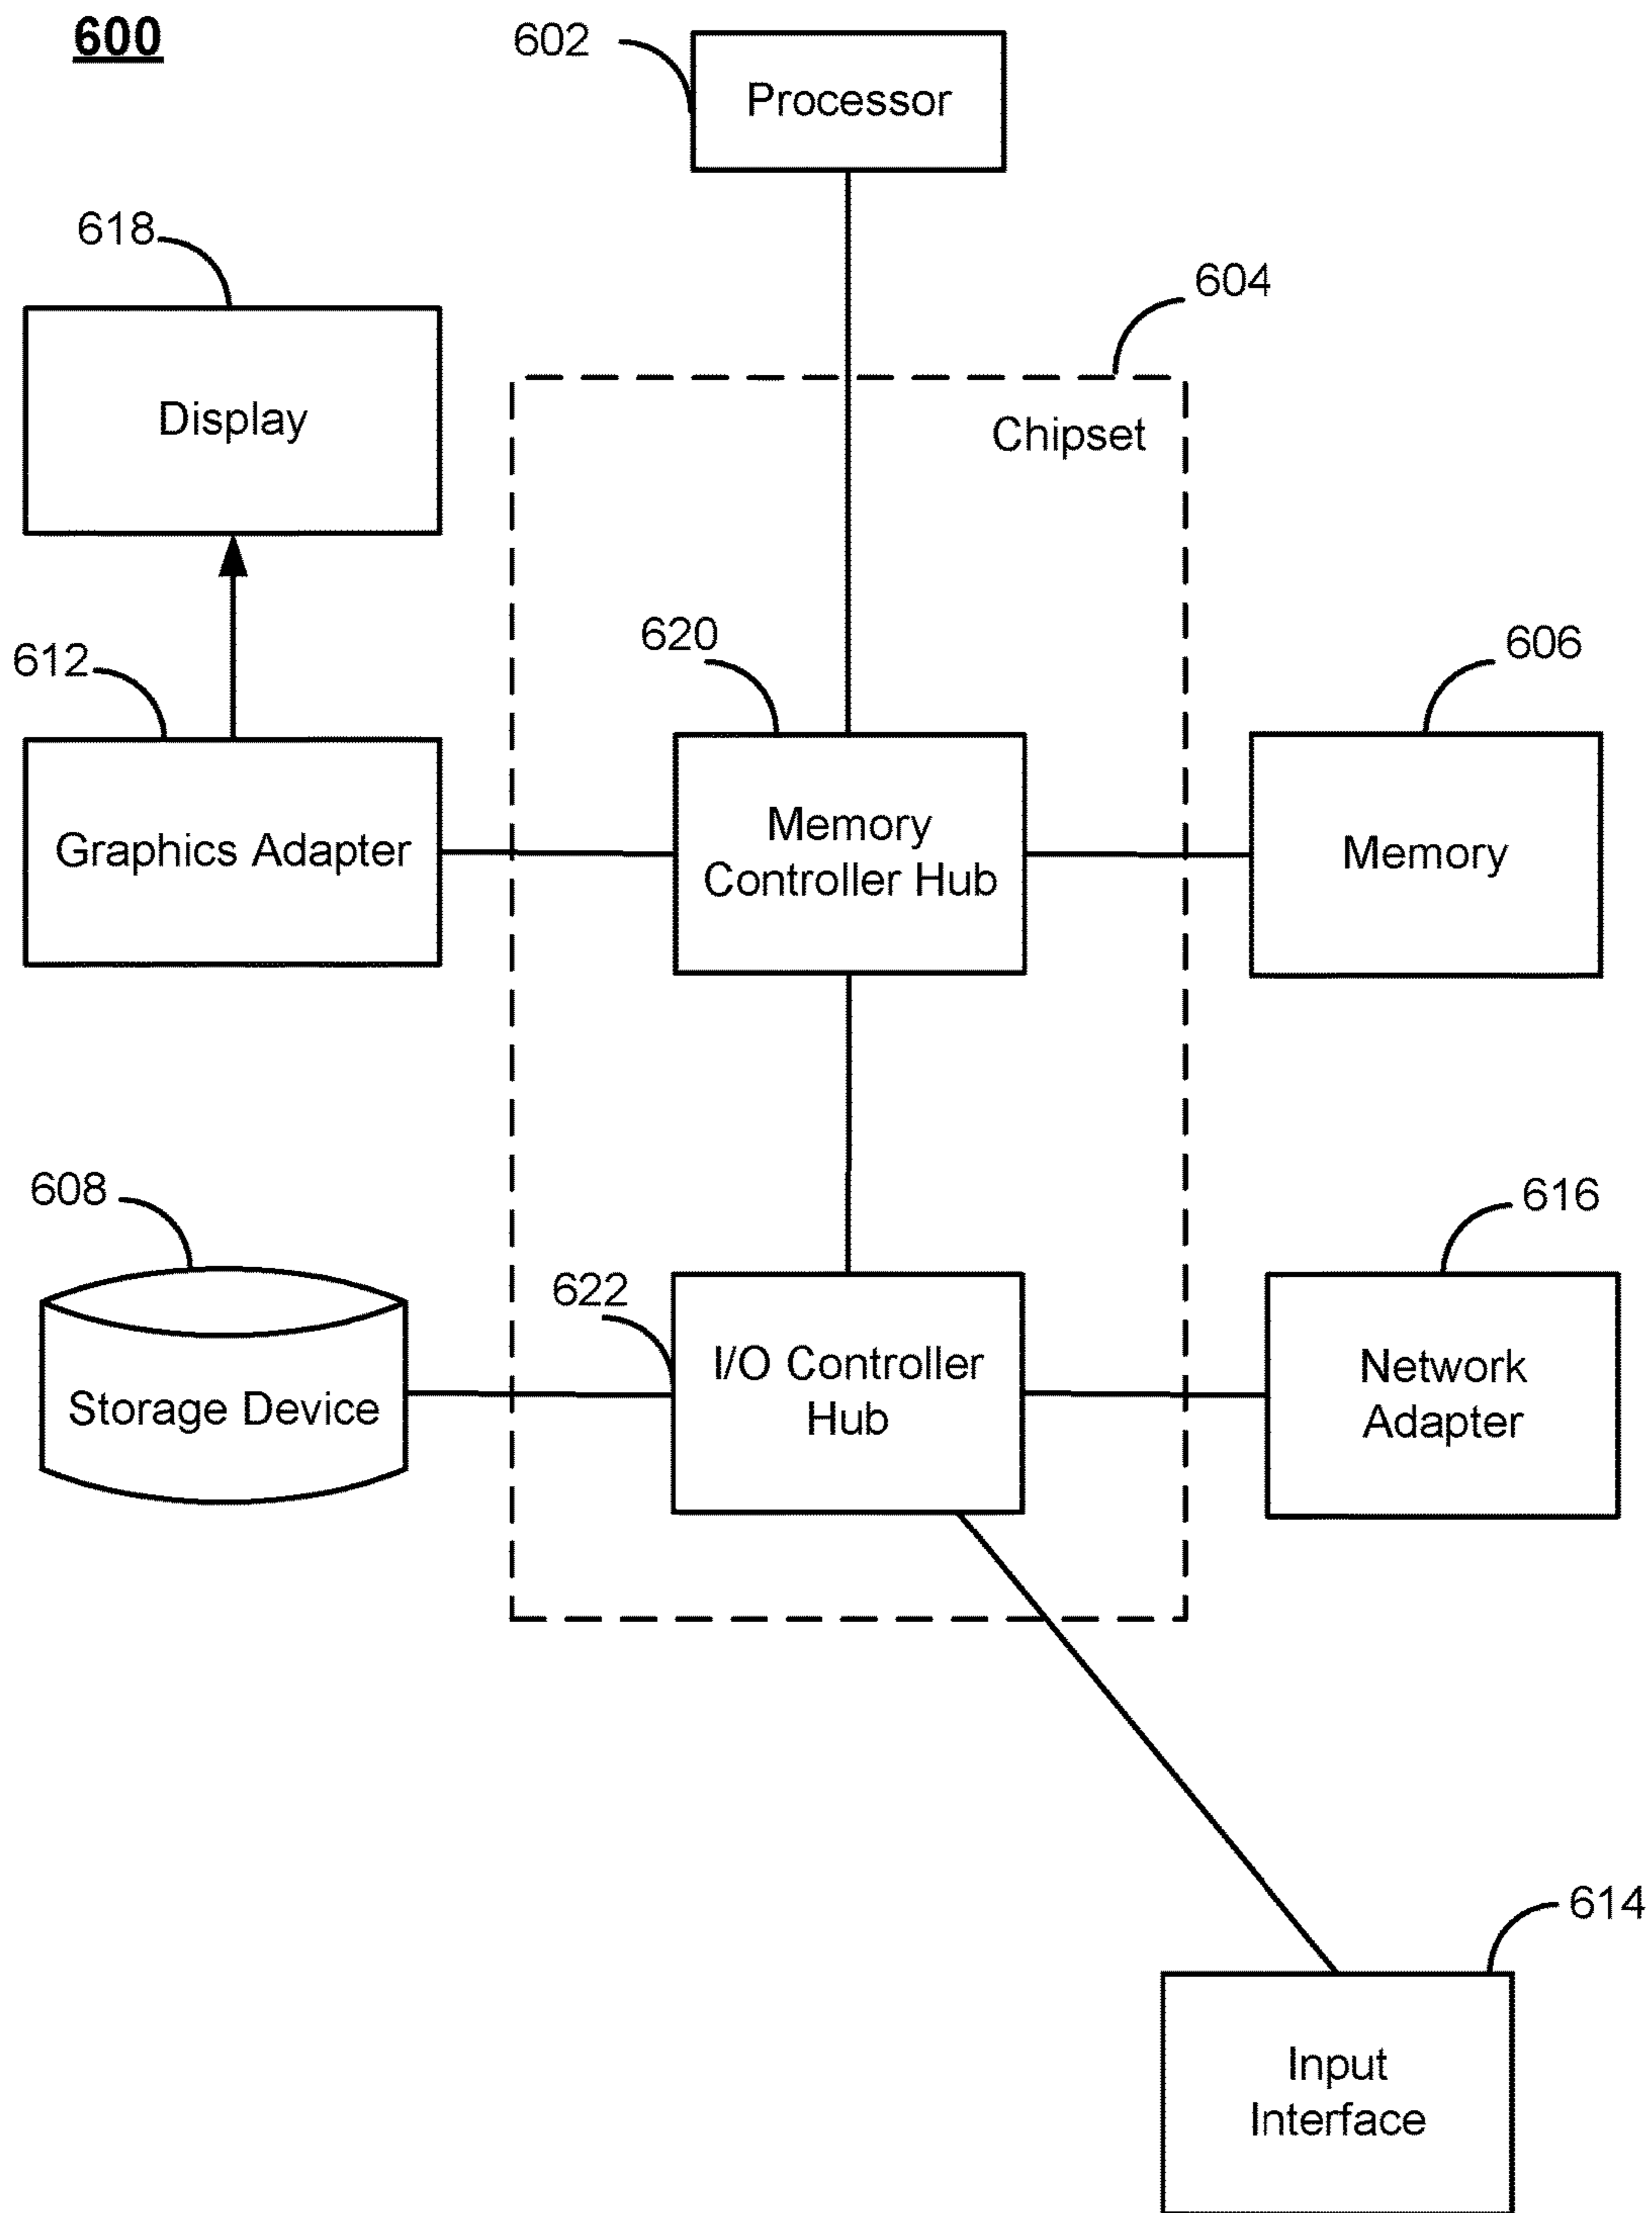 600
602
Processor
618
604
Display
Chipset
612
620
606
Graphics Adapter
Memory
Controller Hub
Memory
608
622
616
Storage Device
I/O Controller
Hub
Network
Adapter
614
Input
Interface